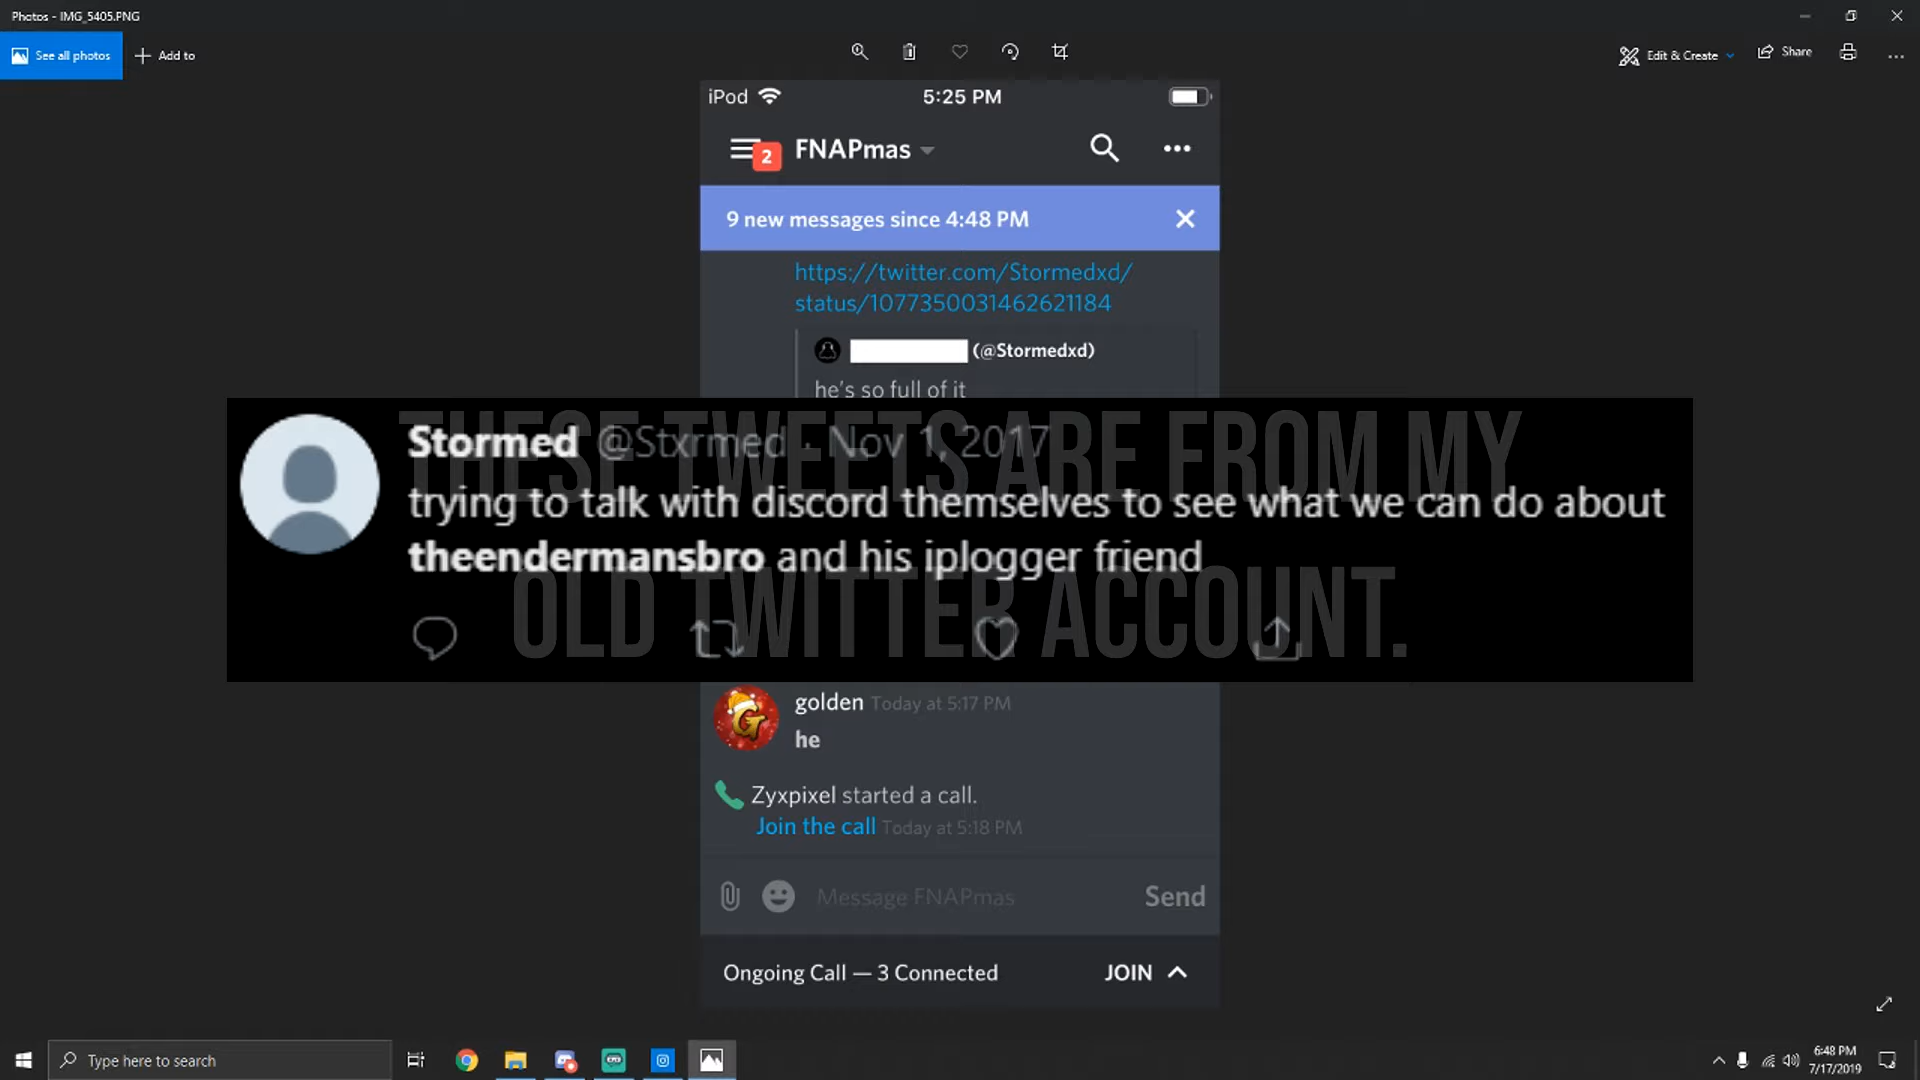 Photos - IMG_5405.PNG
See all photos
Add to
Edit & Create
Share
iPod
5:25 PM
2
FNAPmas
9 new messages since 4:48 PM
https://twitter.com/Stormedxd/
status/1077350031462621184
(@Stormedxd)
he's so full of it
THESE TWEETS ARE FROM MY
OLD TWITTER ACCOUNT.
Stormed @Stxrmed · Nov 1, 2017
trying to talk with discord themselves to see what we can do about
theendermansbro and his iplogger friend
golden Today at 5:17 PM
he
Zyxpixel started a call.
Join the call Today at 5:18 PM
Message FNAPmas
Send
Ongoing Call — 3 Connected
JOIN
Type here to search
6:48 PM
7/17/2019